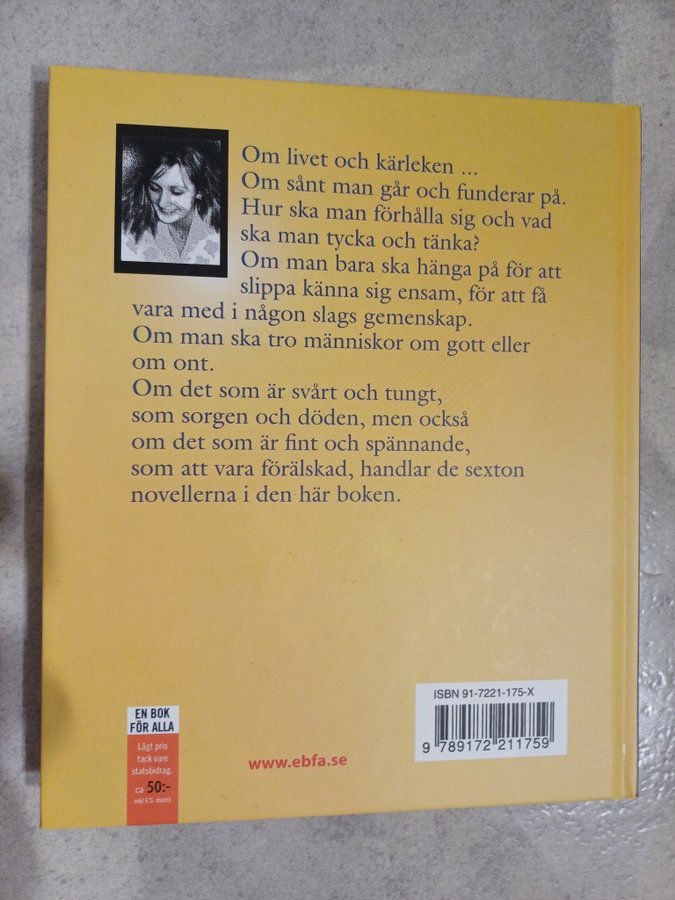 Om livet och kärleken ...
Om sånt man går och funderar på.
Hur ska man förhålla sig och vad
ska man tycka och tänka?
Om man bara ska hänga på för att
slippa känna sig ensam, för att få
vara med i någon slags gemenskap.
Om man ska tro människor om gott eller
om ont.
Om det som är svårt och tungt,
som sorgen och döden, men också
om det som är fint och spännande,
som att vara förälskad, handlar de sexton
novellerna i den här boken.
EN BOK
FÖR ALLA
Lågt pris
tack vare
statsbidrag.
ca 50:-
inkl 6% moms
www.ebfa.se
ISBN 91-7221-175-X
9 789172 211759